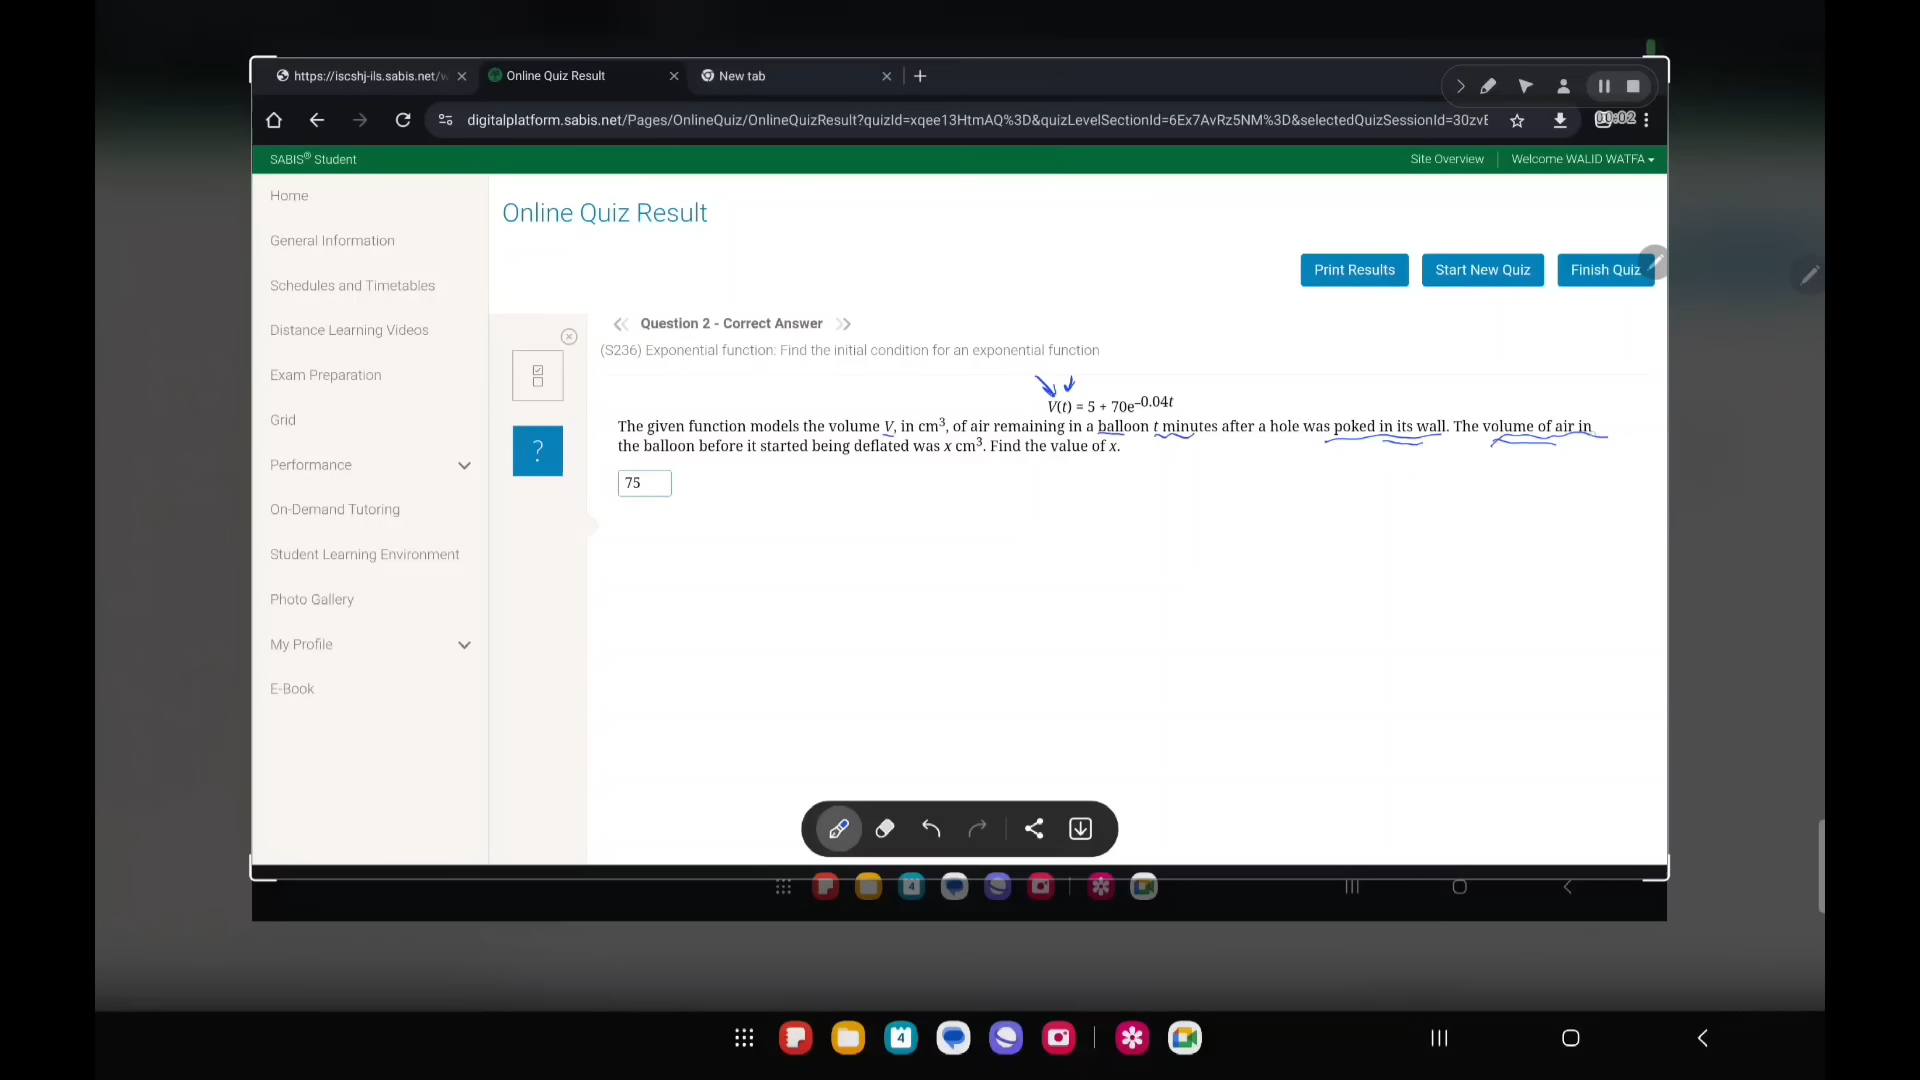 https://iscshj-ils.sabis.net/w
Online Quiz Result
New tab
digitalplatform.sabis.net/Pages/OnlineQuiz/OnlineQuizResult?quizId=xqee13HtmAQ%3D&quizLevelSectionId=6Ex7AvRz5NM%3D&selectedQuizSessionId=30zvE
00:02
SABIS® Student
Site Overview
Welcome WALID WATFA
Home
General Information
Schedules and Timetables
Distance Learning Videos
Exam Preparation
Grid
Performance
On-Demand Tutoring
Student Learning Environment
Photo Gallery
My Profile
E-Book
Online Quiz Result
Print Results
Start New Quiz
Finish Quiz
Question 2 - Correct Answer
(S236) Exponential function: Find the initial condition for an exponential function
?
V(t) = 5 + 70e^–0.04t
The given function models the volume V, in cm³, of air remaining in a balloon t minutes after a hole was poked in its wall. The volume of air in
the balloon before it started being deflated was x cm³. Find the value of x.
75
4
4